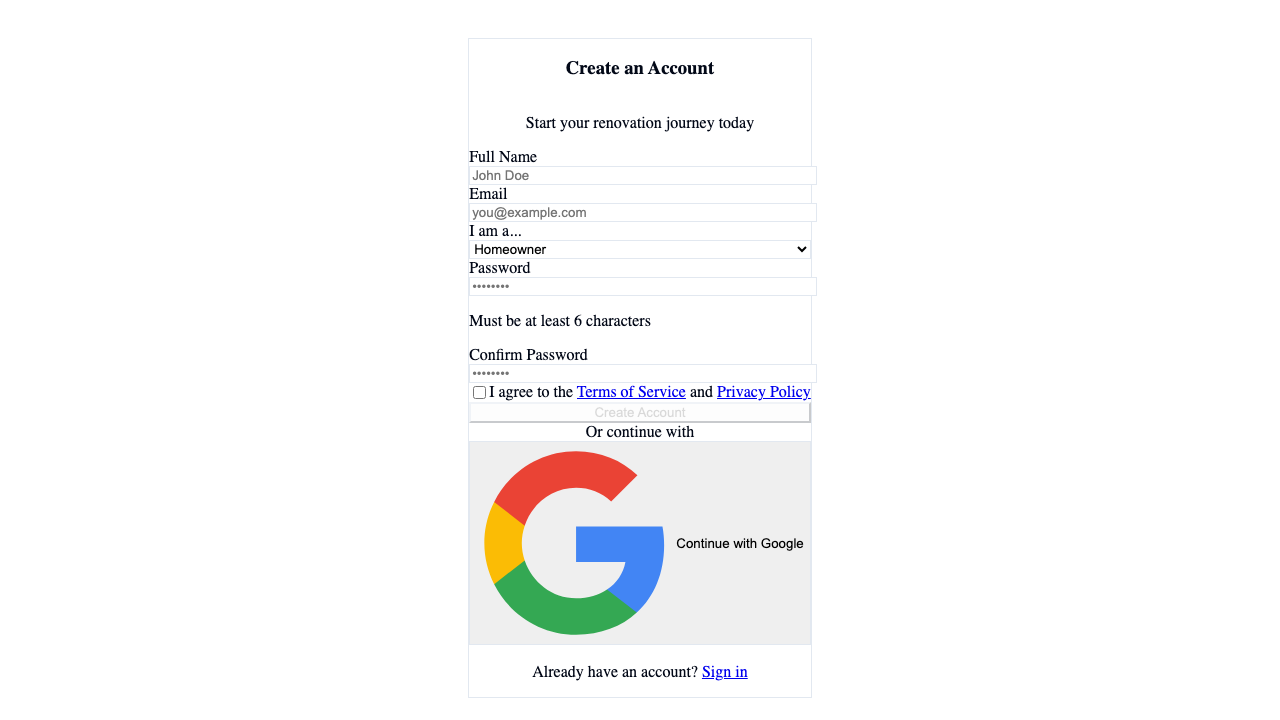 Create an Account
Start your renovation journey today
Full Name
John Doe
Email
you@example.com
I am a...
Homeowner
Password
••••••••
Must be at least 6 characters
Confirm Password
••••••••
I agree to the Terms of Service and Privacy Policy
Create Account
Or continue with
Continue with Google
Already have an account? Sign in